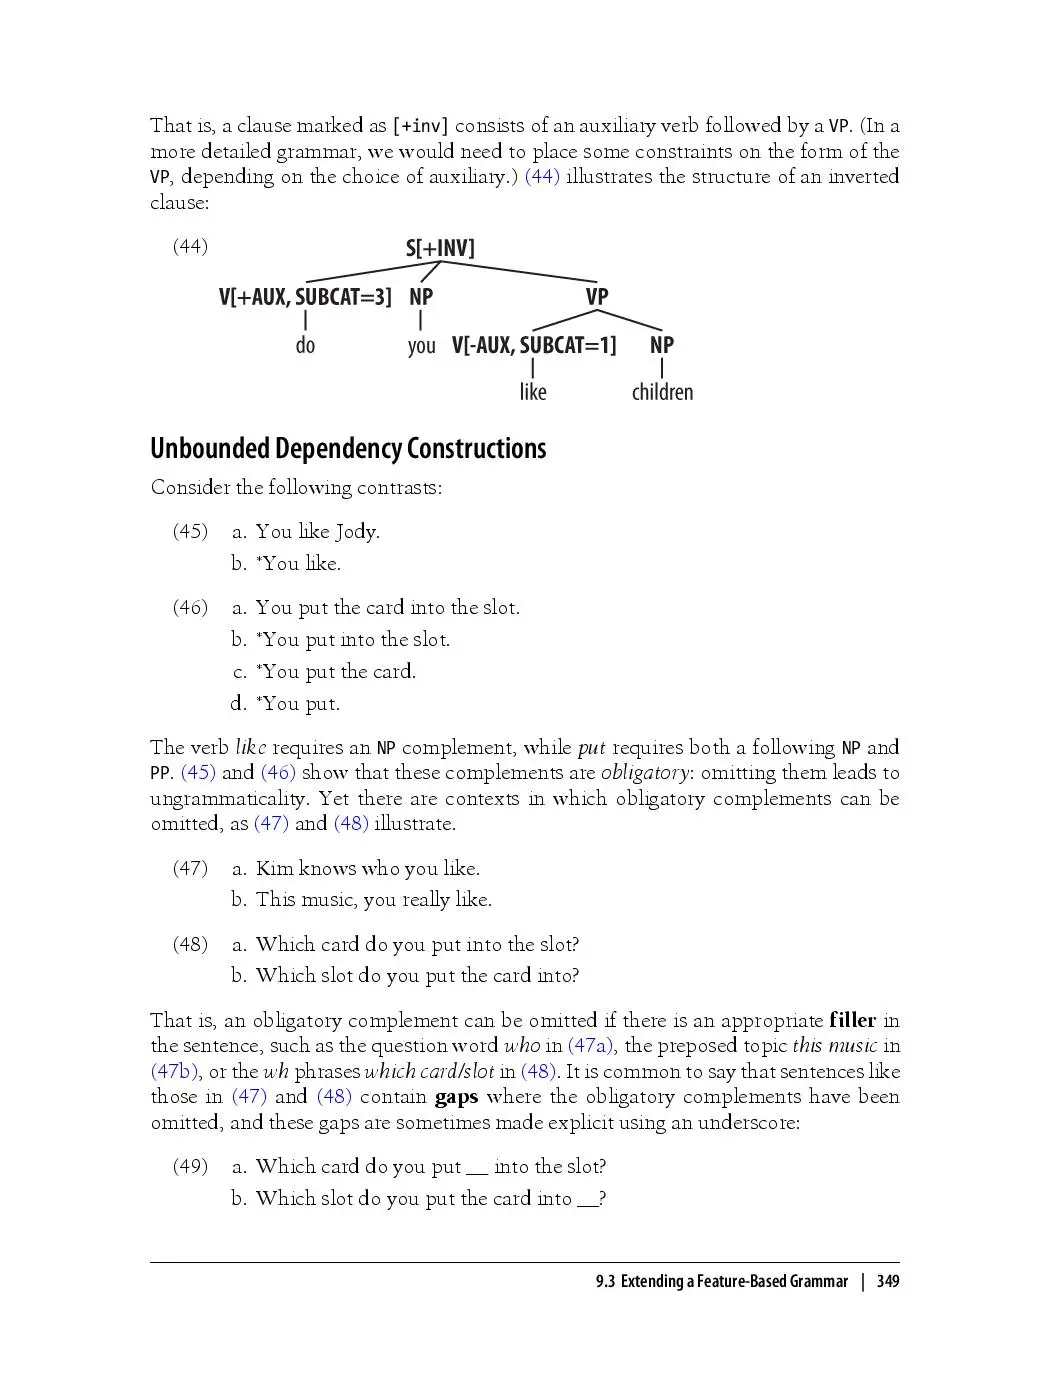 That is, a clause marked as [+inv] consists of an auxiliary verb followed by a VP. (In a
more detailed grammar, we would need to place some constraints on the form of the
VP, depending on the choice of auxiliary.) (44) illustrates the structure of an inverted
clause:
(44) S[+INV]
V[+AUX, SUBCAT=3] NP VP
do you V[-AUX, SUBCAT=1] NP
like children
Unbounded Dependency Constructions
Consider the following contrasts:
(45) a. You like Jody.
b. *You like.
(46) a. You put the card into the slot.
b. *You put into the slot.
c. *You put the card.
d. *You put.
The verb like requires an NP complement, while put requires both a following NP and
PP. (45) and (46) show that these complements are obligatory: omitting them leads to
ungrammaticality. Yet there are contexts in which obligatory complements can be
omitted, as (47) and (48) illustrate.
(47) a. Kim knows who you like.
b. This music, you really like.
(48) a. Which card do you put into the slot?
b. Which slot do you put the card into?
That is, an obligatory complement can be omitted if there is an appropriate filler in
the sentence, such as the question word who in (47a), the preposed topic this music in
(47b), or the wh phrases which card/slot in (48). It is common to say that sentences like
those in (47) and (48) contain gaps where the obligatory complements have been
omitted, and these gaps are sometimes made explicit using an underscore:
(49) a. Which card do you put __ into the slot?
b. Which slot do you put the card into __?
9.3 Extending a Feature-Based Grammar | 349